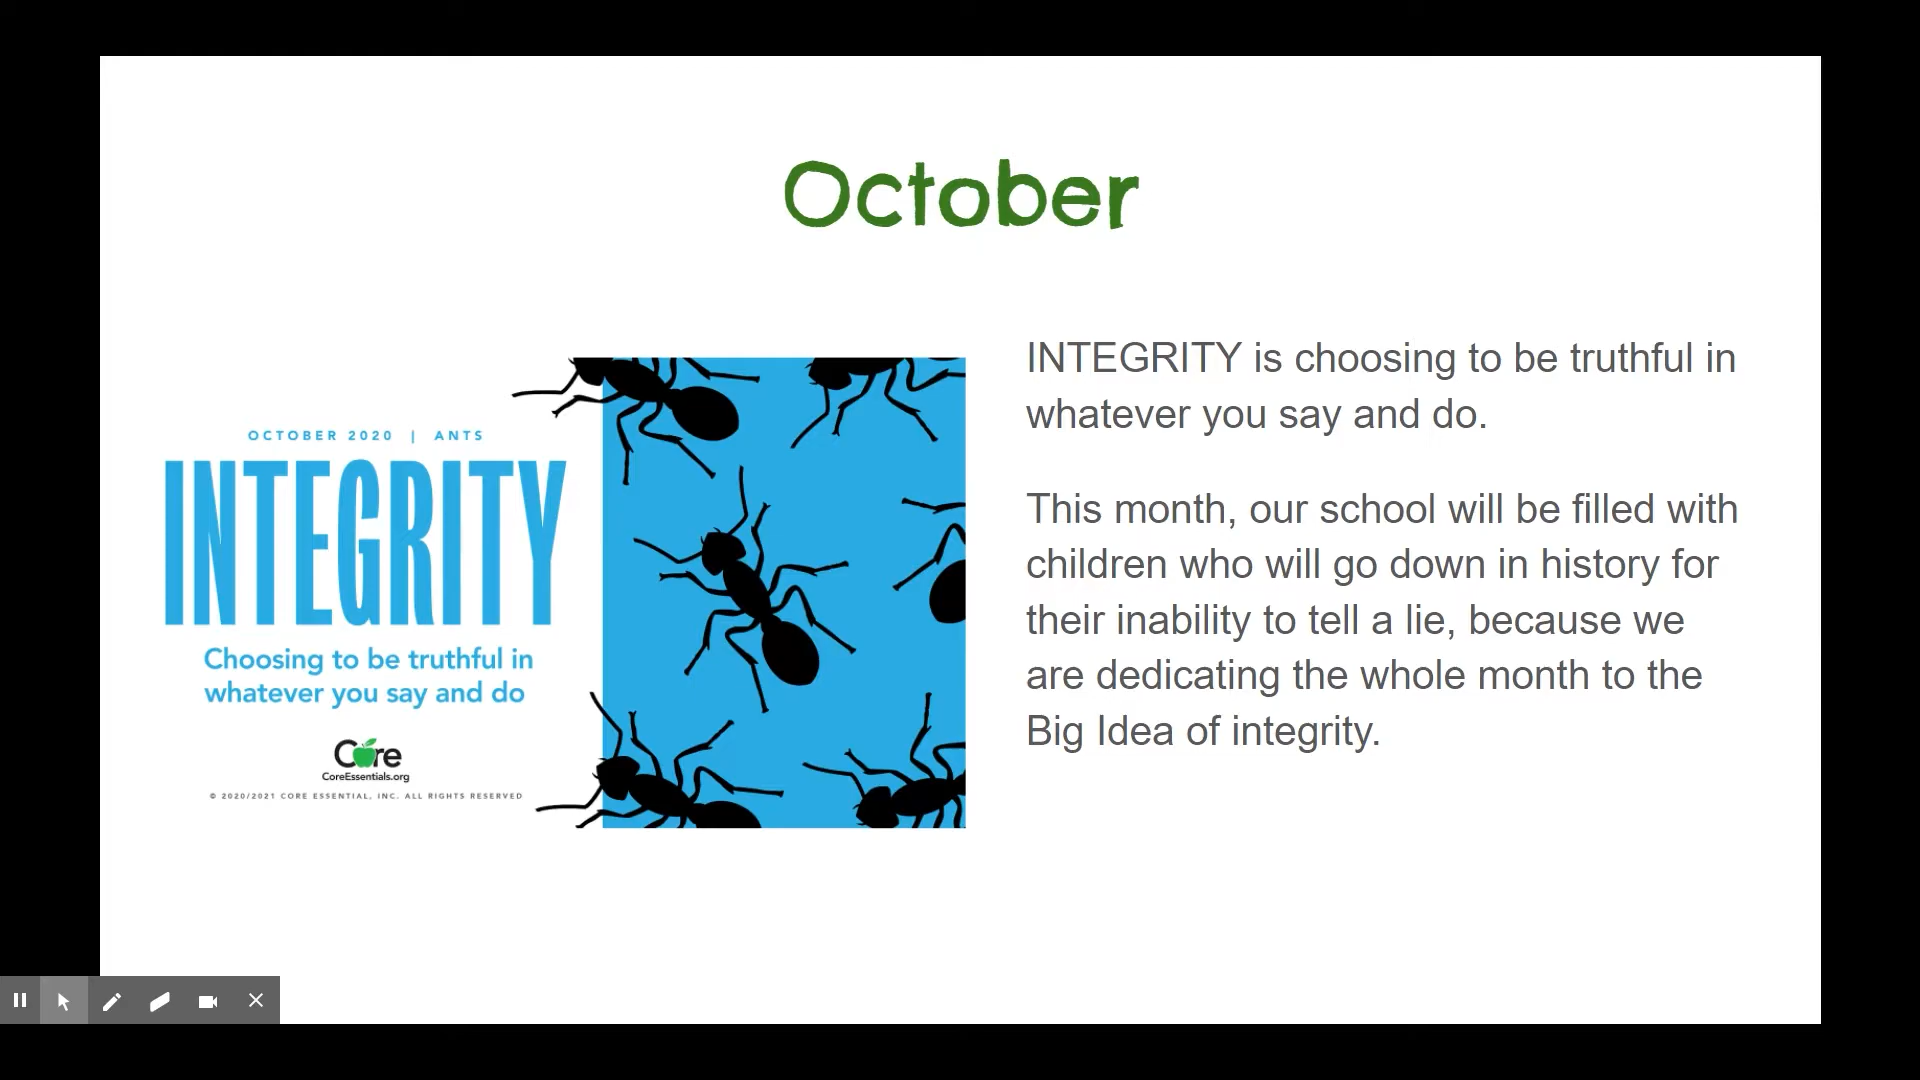 October
OCTOBER 2020 | ANTS
INTEGRITY
Choosing to be truthful in
whatever you say and do
Core
CoreEssentials.org
© 2020/2021 CORE ESSENTIAL, INC. ALL RIGHTS RESERVED
INTEGRITY is choosing to be truthful in
whatever you say and do.
This month, our school will be filled with
children who will go down in history for
their inability to tell a lie, because we
are dedicating the whole month to the
Big Idea of integrity.